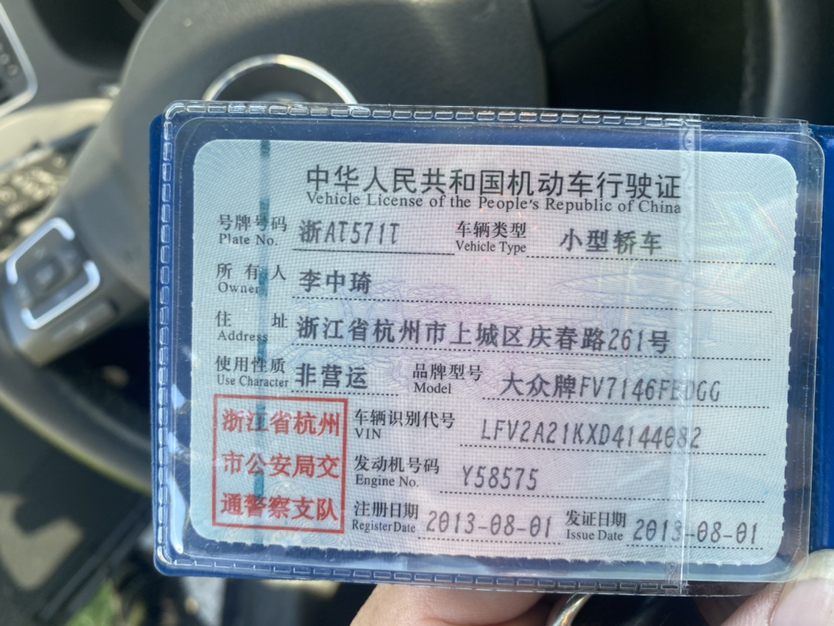 中华人民共和国机动车行驶证
Vehicle License of the People's Republic of China
号牌号码 浙AT571T 车辆类型 小型轿车
Plate No. Vehicle Type
所有人 李中琦
Owner
住址 浙江省杭州市上城区庆春路261号
Address
使用性质 非营运 品牌型号 大众牌FV7146FBDGG
Use Character Model
浙江省杭州 车辆识别代号 LFV2A21KXD4144082
VIN
市公安局交 发动机号码 Y58575
Engine No.
通警察支队 注册日期 2013-08-01 发证日期 2013-08-01
Register Date Issue Date